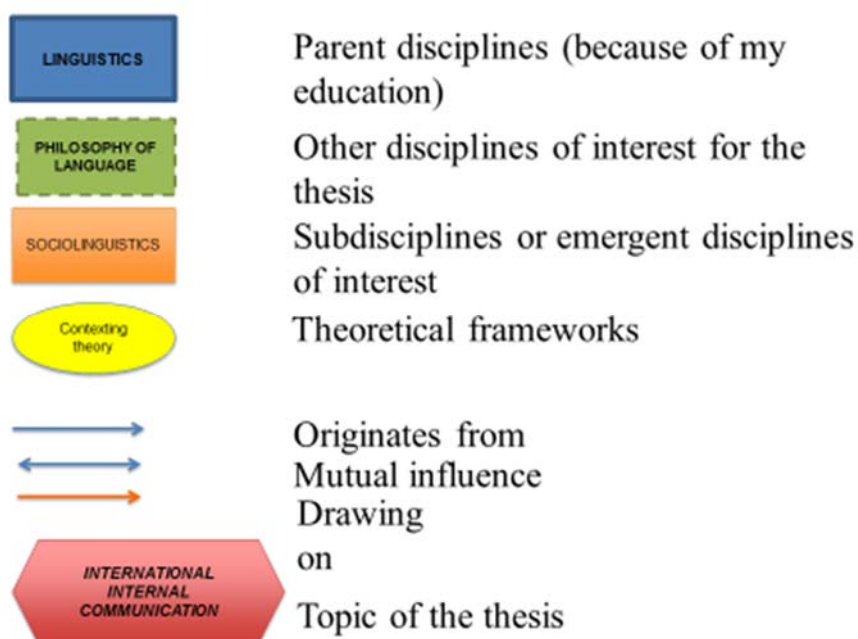 LINGUISTICS
Parent disciplines (because of my
education)
PHILOSOPHY OF
LANGUAGE
Other disciplines of interest for the
thesis
SOCIOLINGUISTICS
Subdisciplines or emergent disciplines
of interest
Contexting
theory
Theoretical frameworks
Originates from
Mutual influence
Drawing
on
INTERNATIONAL
INTERNAL
COMMUNICATION
Topic of the thesis